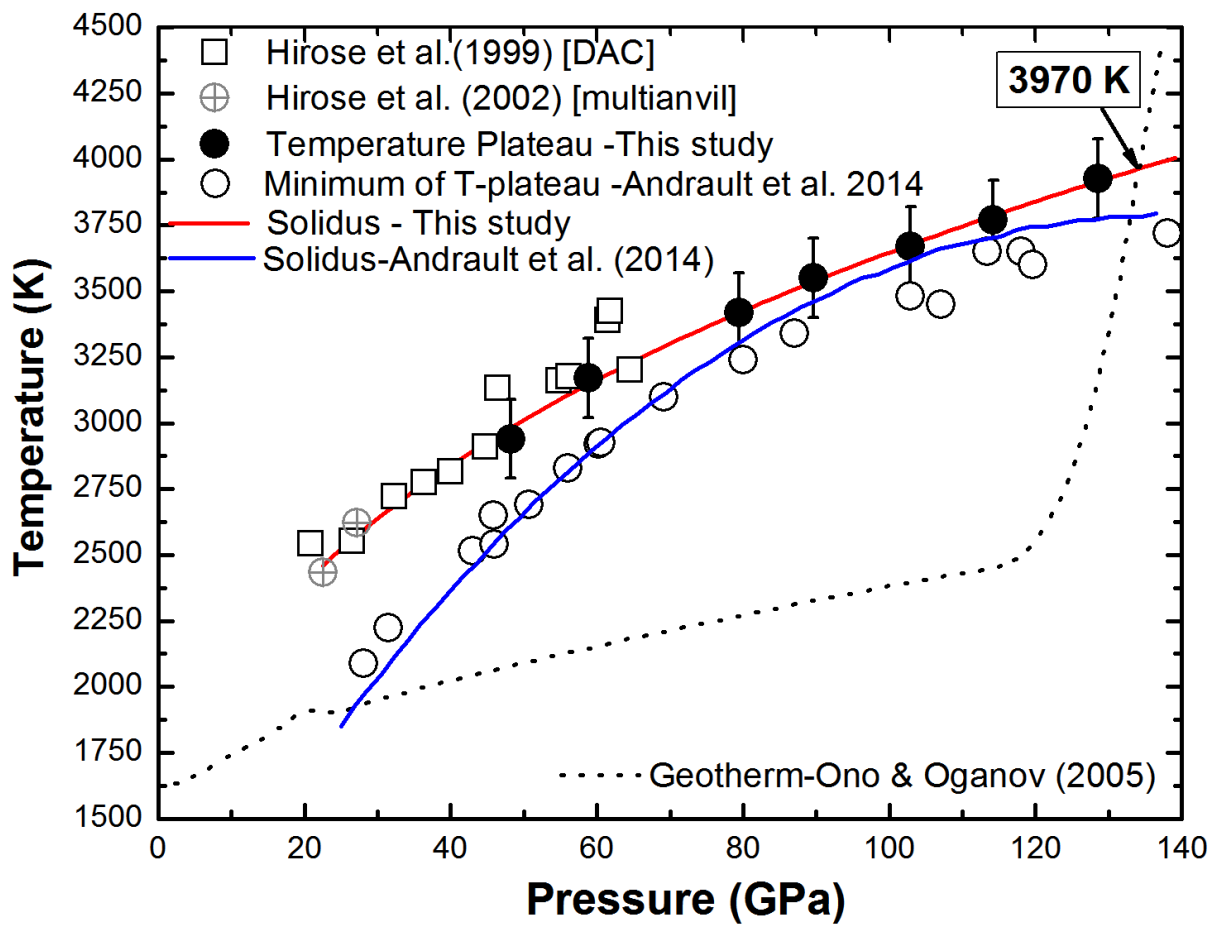 4500
4250
4000
3750
3500
3250
3000
2750
2500
2250
2000
1750
1500
Temperature (K)
Hirose et al.(1999) [DAC]
Hirose et al. (2002) [multianvil]
Temperature Plateau -This study
Minimum of T-plateau -Andrault et al. 2014
Solidus - This study
Solidus-Andrault et al. (2014)
3970 K
Geotherm-Ono & Oganov (2005)
0 20 40 60 80 100 120 140
Pressure (GPa)